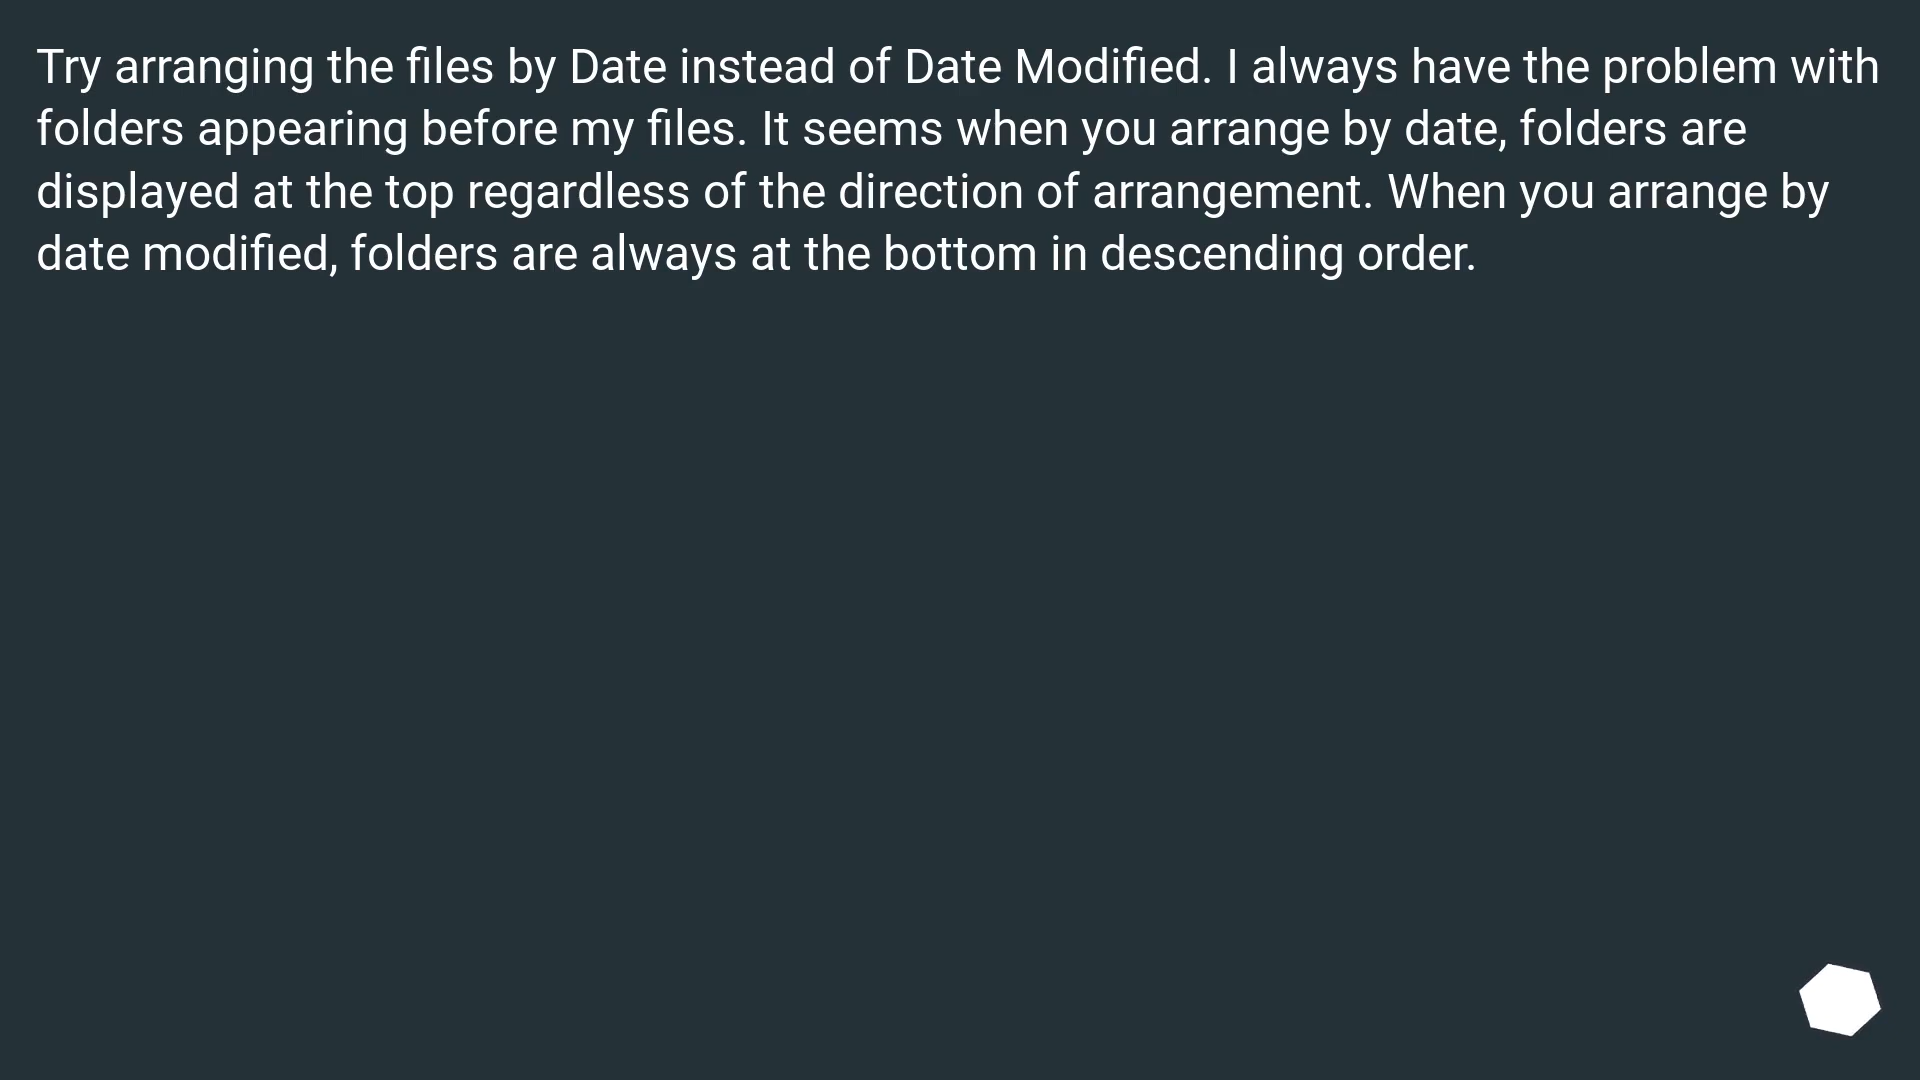 Try arranging the files by Date instead of Date Modified. I always have the problem with
folders appearing before my files. It seems when you arrange by date, folders are
displayed at the top regardless of the direction of arrangement. When you arrange by
date modified, folders are always at the bottom in descending order.